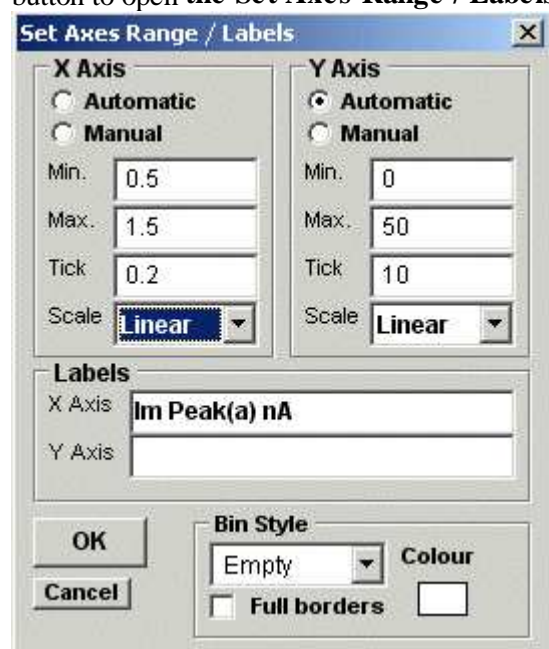 button to open the Set Axes Range / Labels
Set Axes Range / Labels
X Axis
Automatic
Manual
Min. 0.5
Max. 1.5
Tick 0.2
Scale Linear
Y Axis
Automatic
Manual
Min. 0
Max. 50
Tick 10
Scale Linear
Labels
X Axis Im Peak(a) nA
Y Axis
OK
Cancel
Bin Style
Empty
Colour
Full borders